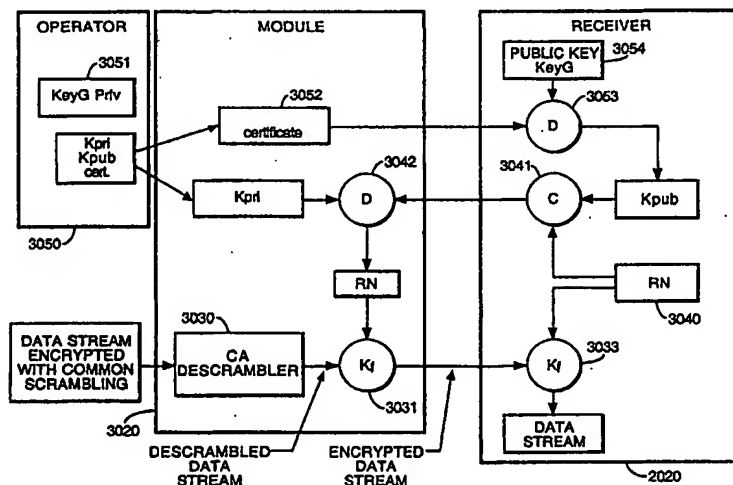 OPERATOR
MODULE
RECEIVER
3051
KeyG Priv
Kpri
Kpub
cert.
3050
3052
certificate
Kpri
3042
D
RN
3030
CA
DESCRAMBLER
Kf
3031
DATA STREAM
ENCRYPTED
WITH COMMON
SCRAMBLING
3020
DESCRAMBLED
DATA
STREAM
ENCRYPTED
DATA
STREAM
PUBLIC KEY
KeyG
3054
D
3053
3041
C
Kpub
RN
3040
Kf
3033
DATA
STREAM
2020